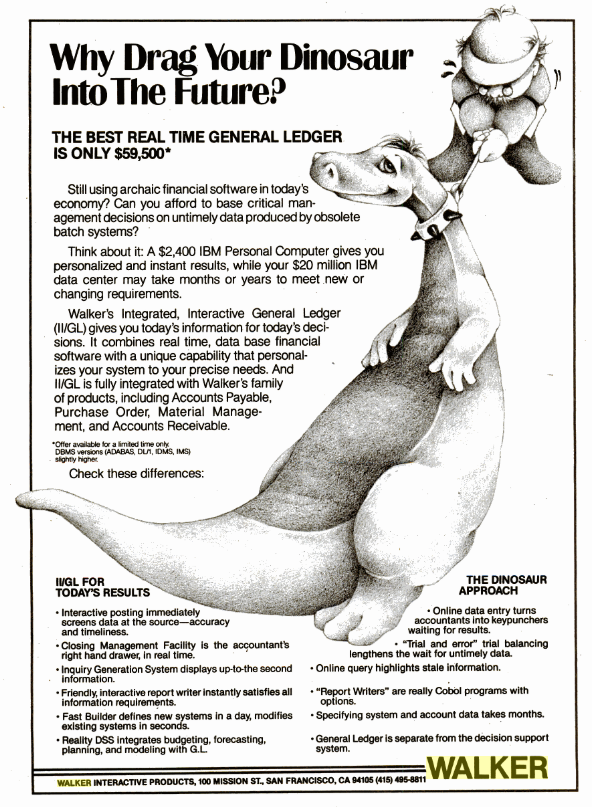 Why Drag Your Dinosaur
Into The Future?
THE BEST REAL TIME GENERAL LEDGER
IS ONLY $59,500*
Still using archaic financial software in today's
economy? Can you afford to base critical man-
agement decisions on untimely data produced by obsolete
batch systems?
Think about it: A $2,400 IBM Personal Computer gives you
personalized and instant results, while your $20 million IBM
data center may take months or years to meet new or
changing requirements.
Walker's Integrated, Interactive General Ledger
(II/GL) gives you today's information for today's deci-
sions. It combines real time, data base financial
software with a unique capability that personal-
izes your system to your precise needs. And
II/GL is fully integrated with Walker's family
of products, including Accounts Payable,
Purchase Order, Material Manage-
ment, and Accounts Receivable.
*Offer available for a limited time only.
DBMS versions (ADABAS, DL/1, IDMS, IMS)
slightly higher.
Check these differences:
II/GL FOR
TODAY'S RESULTS
• Interactive posting immediately
screens data at the source—accuracy
and timeliness.
• Closing Management Facility is the accountant's
right hand drawer, in real time.
• Inquiry Generation System displays up-to-the second
information.
• Friendly, interactive report writer instantly satisfies all
information requirements.
• Fast Builder defines new systems in a day, modifies
existing systems in seconds.
• Reality DSS integrates budgeting, forecasting,
planning, and modeling with G.L.
THE DINOSAUR
APPROACH
• Online data entry turns
accountants into keypunchers
waiting for results.
• "Trial and error" trial balancing
lengthens the wait for untimely data.
• Online query highlights stale information.
• "Report Writers" are really Cobol programs with
options.
• Specifying system and account data takes months.
• General Ledger is separate from the decision support
system.
WALKER INTERACTIVE PRODUCTS, 100 MISSION ST., SAN FRANCISCO, CA 94105 (415) 495-8811
WALKER